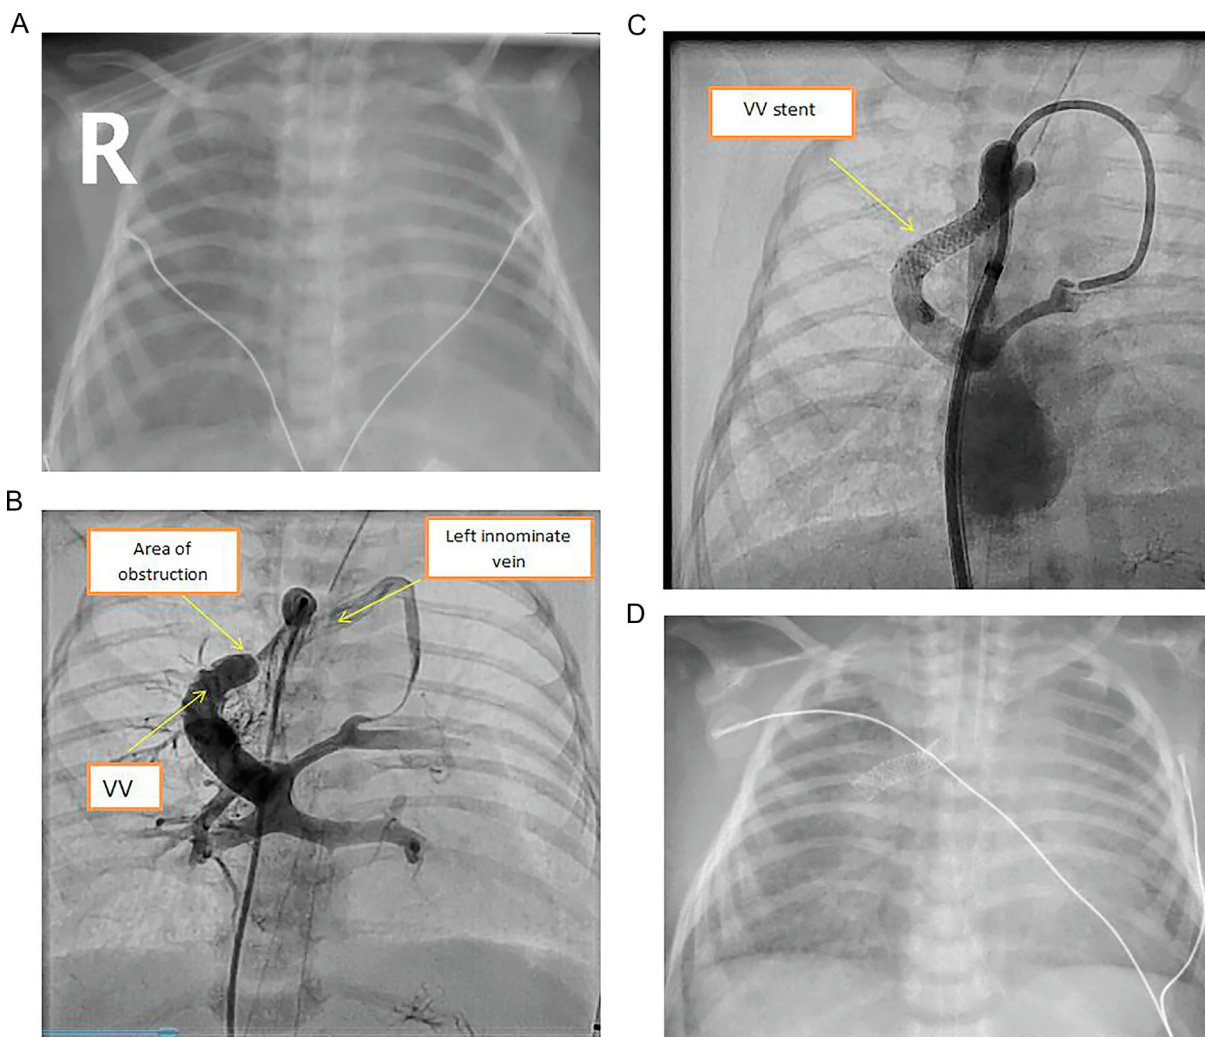 A
R
B
Area of
obstruction
Left innominate
vein
VV
C
VV stent
D